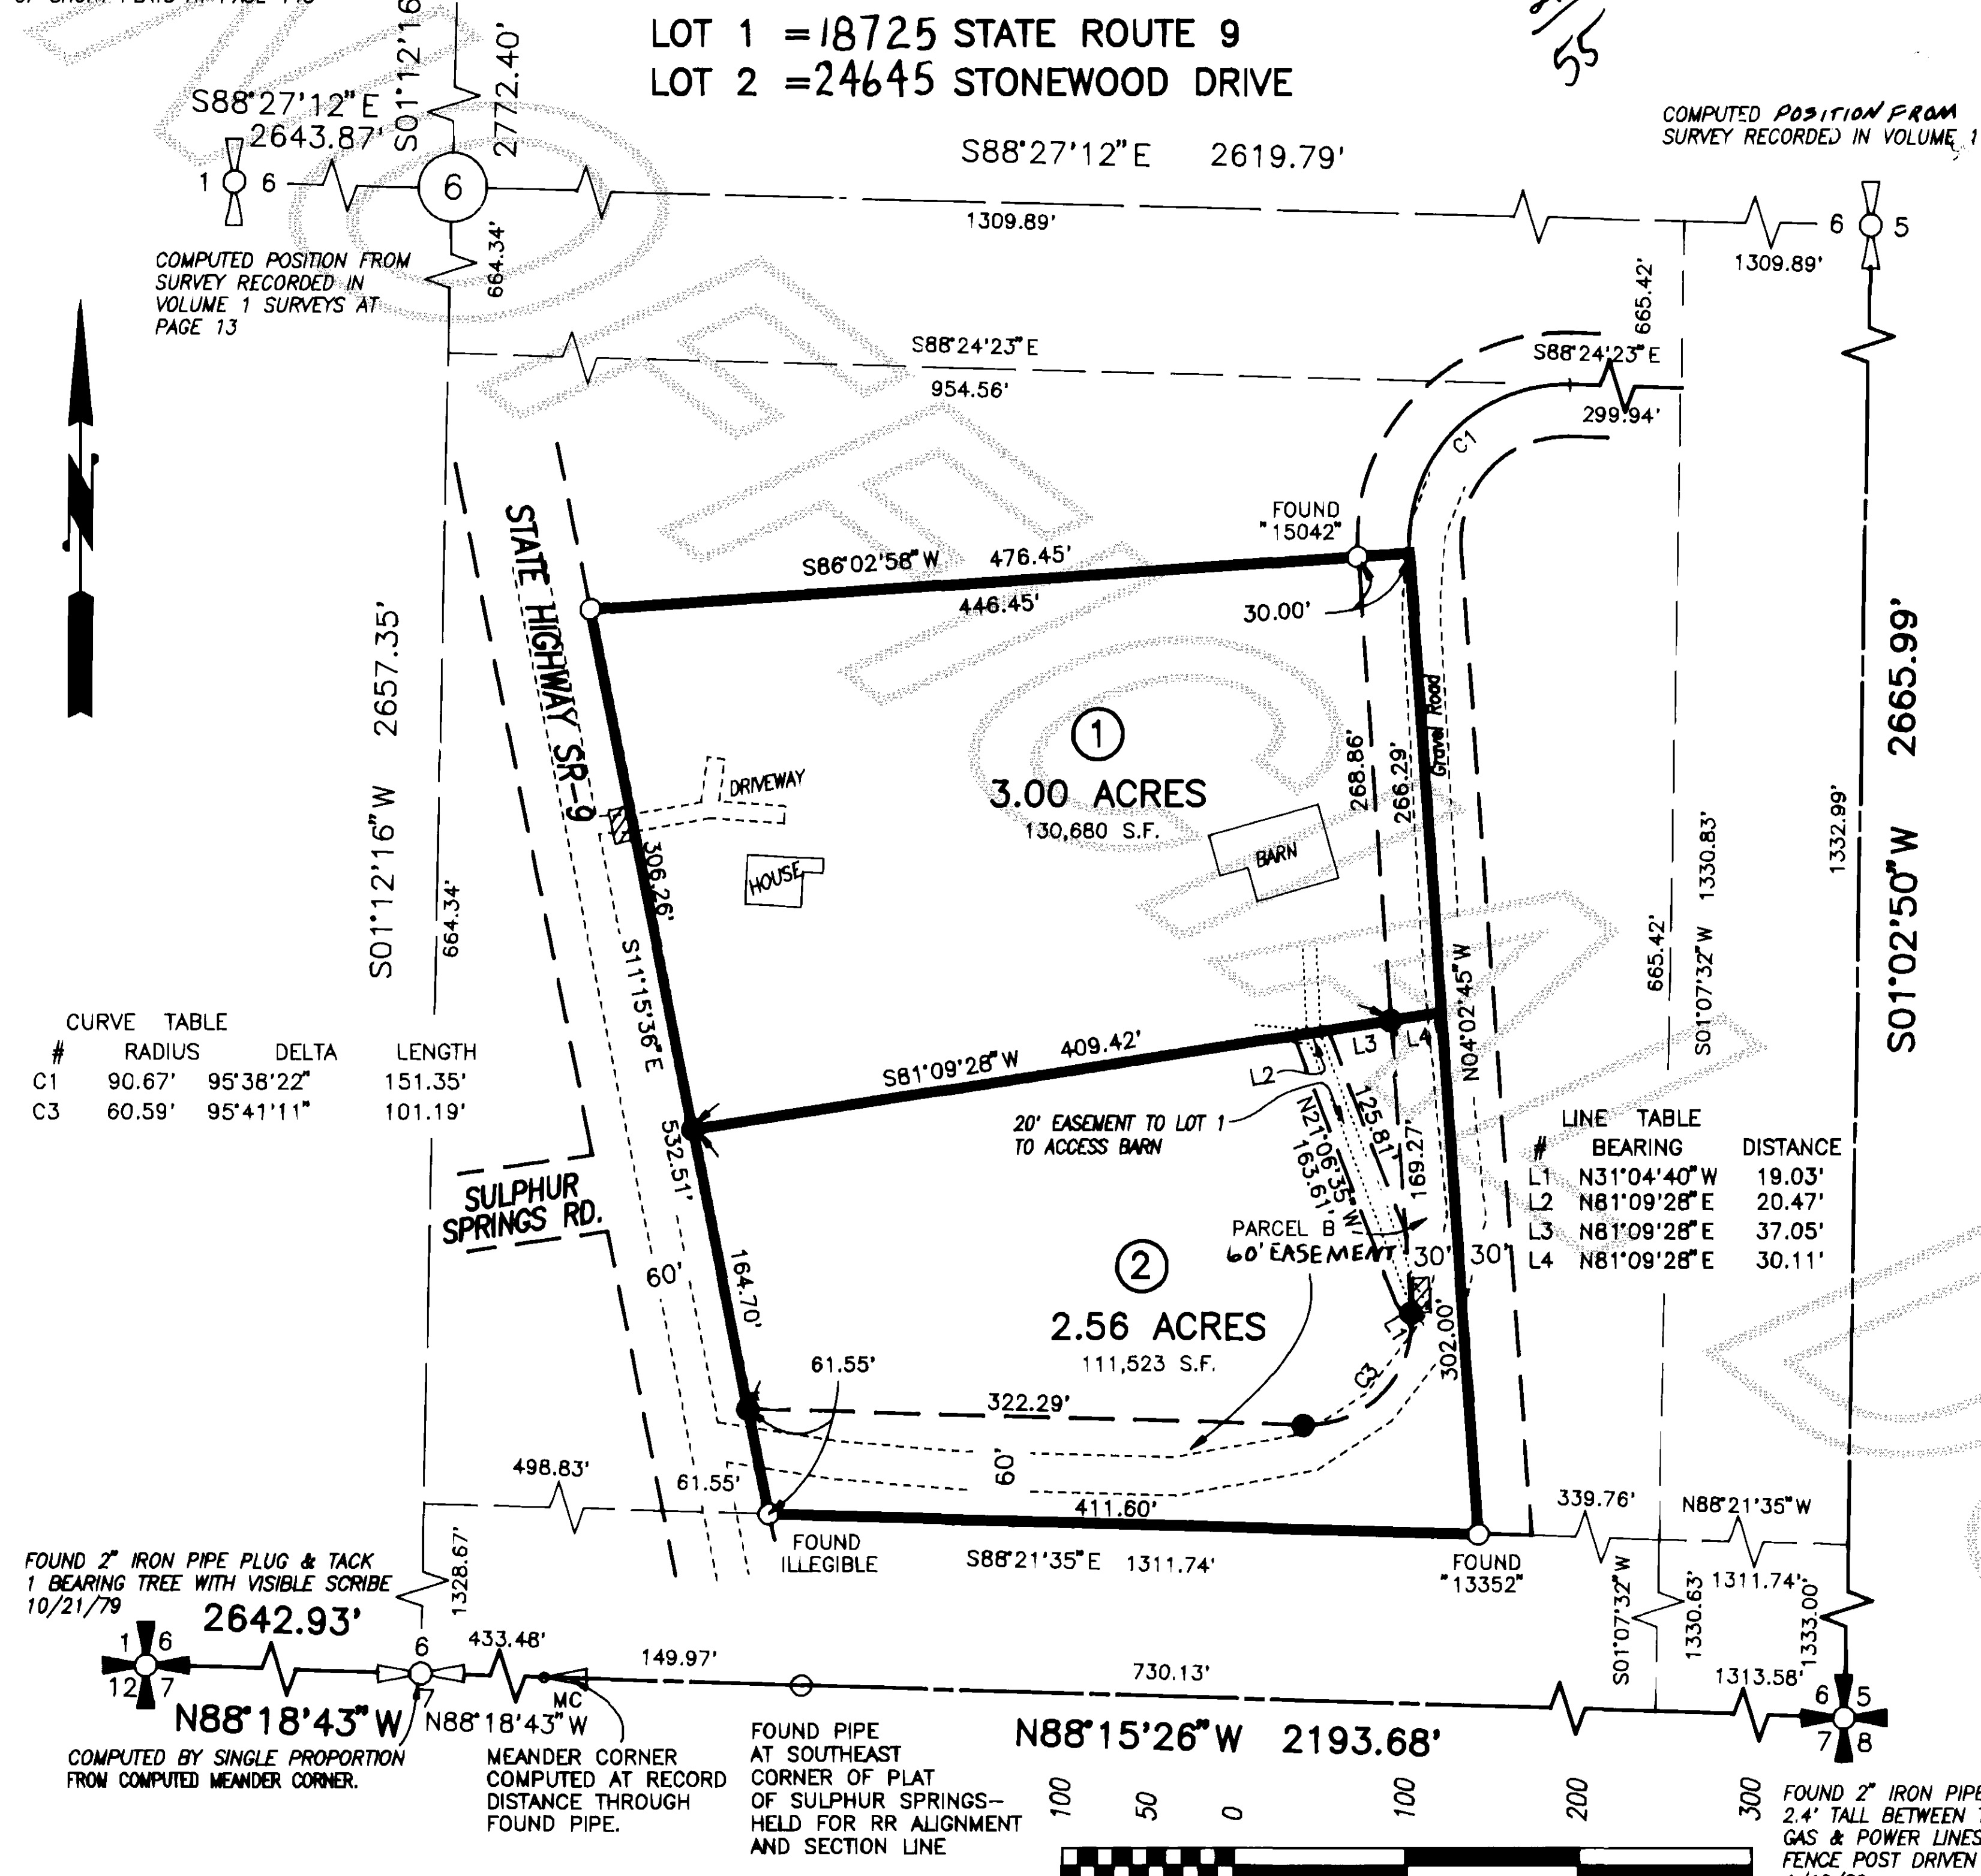 LOT 1 =18725 STATE ROUTE 9
LOT 2 =24645 STONEWOOD DRIVE
55
S88°27'12"E
2643.87'
S01°12'16
2772.40'
S88°27'12"E 2619.79'
COMPUTED POSITION FROM
SURVEY RECORDED IN VOLUME 1
1 6
6
1309.89'
6 5
1309.89'
664.34'
665.42'
COMPUTED POSITION FROM
SURVEY RECORDED IN
VOLUME 1 SURVEYS AT
PAGE 13
S88°24'23"E
954.56'
S88°24'23"E
299.94'
C1
N
STATE HIGHWAY SR-9
FOUND
"15042"
S86°02'58"W 476.45'
446.45'
30.00'
S01°12'16"W 2657.35'
664.34'
1
3.00 ACRES
130,680 S.F.
DRIVEWAY
HOUSE
BARN
268.86'
266.29'
Gravel Road
306.26'
S11°15'36"E
532.51'
N04°02'45"W
665.42'
S01°07'32"W 1330.83'
1332.99'
S01°02'50"W 2665.99'
CURVE TABLE
# RADIUS DELTA LENGTH
C1 90.67' 95°38'22" 151.35'
C3 60.59' 95°41'11" 101.19'
S81°09'28"W 409.42'
L3 L4
L2
20' EASEMENT TO LOT 1
TO ACCESS BARN
N21°06'35"W
163.61'
125.81'
169.27'
LINE TABLE
# BEARING DISTANCE
L1 N31°04'40"W 19.03'
L2 N81°09'28"E 20.47'
L3 N81°09'28"E 37.05'
L4 N81°09'28"E 30.11'
SULPHUR
SPRINGS RD.
60'
164.70'
PARCEL B
60' EASEMENT
30' 30'
2
2.56 ACRES
111,523 S.F.
L1
302.00'
61.55'
C3
322.29'
60'
498.83'
61.55'
411.60'
339.76'
N88°21'35"W
FOUND
ILLEGIBLE
S88°21'35"E 1311.74'
FOUND
"13352"
1311.74'
FOUND 2" IRON PIPE PLUG & TACK
1 BEARING TREE WITH VISIBLE SCRIBE
10/21/79
1328.67'
S01°07'32"W
1330.63'
1333.00'
2642.93'
1 6
12 7
6
7
433.48'
149.97'
730.13'
1313.58'
6 5
7 8
MC
N88°18'43"W
N88°18'43"W
N88°15'26"W 2193.68'
COMPUTED BY SINGLE PROPORTION
FROM COMPUTED MEANDER CORNER.
MEANDER CORNER
COMPUTED AT RECORD
DISTANCE THROUGH
FOUND PIPE.
FOUND PIPE
AT SOUTHEAST
CORNER OF PLAT
OF SULPHUR SPRINGS-
HELD FOR RR ALIGNMENT
AND SECTION LINE
100 50 0 100 200 300
FOUND 2" IRON PIPE
2.4' TALL BETWEEN
GAS & POWER LINES
FENCE POST DRIVEN